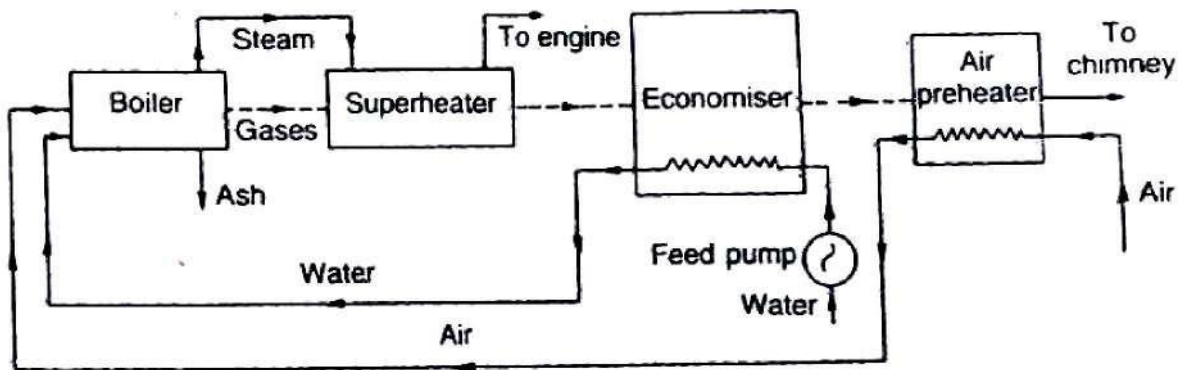 Steam
To engine
To
chimney
Boiler
Superheater
Economiser
Air
preheater
Gases
Ash
Air
Feed pump
Water
Water
Air